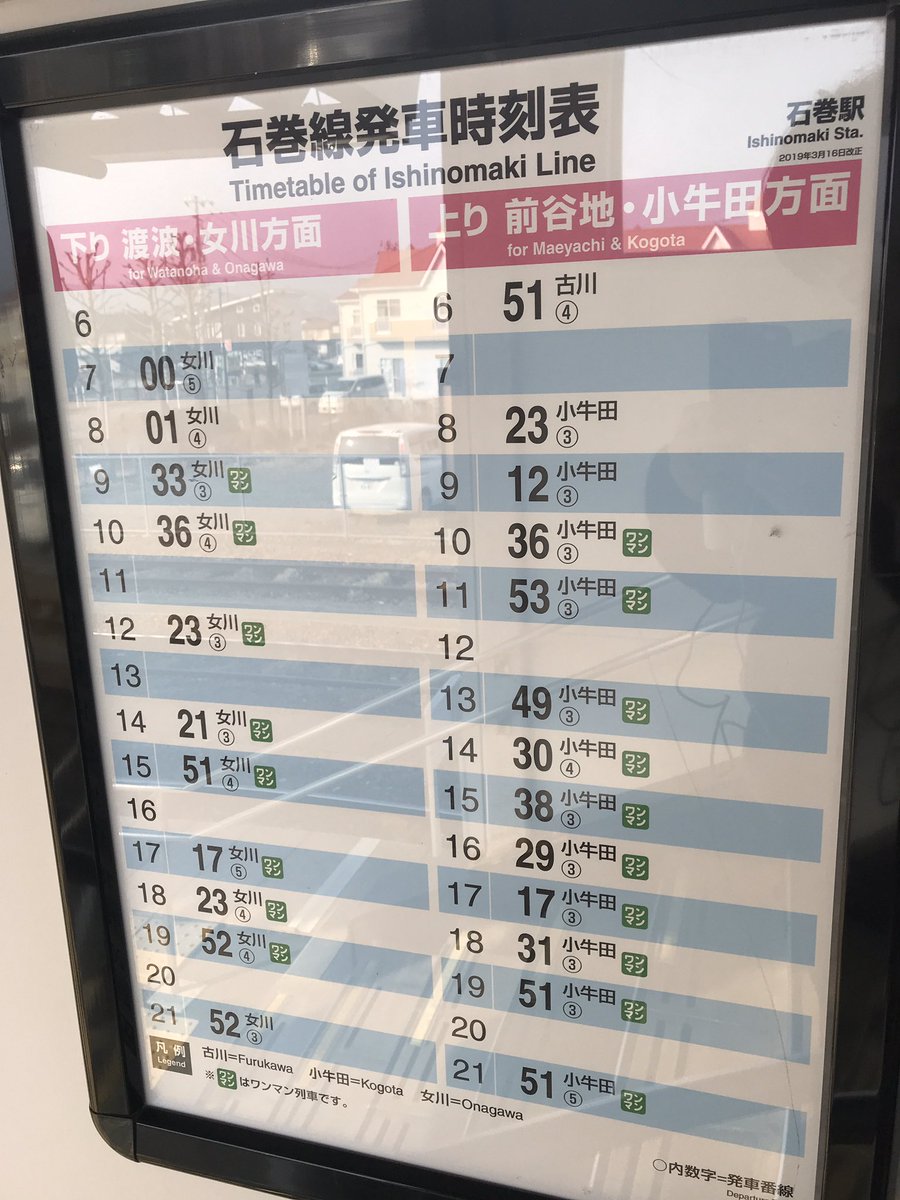 石巻線発車時刻表
Timetable of Ishinomaki Line
石巻駅
Ishinomaki Sta.
2019年3月16日改正
下り 渡波・女川方面
for Watanoha & Onagawa
6
7 00 女川 ⑤
8 01 女川 ④
9 33 女川 ③ ワンマン
10 36 女川 ④ ワンマン
11
12 23 女川 ③ ワンマン
13
14 21 女川 ③ ワンマン
15 51 女川 ④ ワンマン
16
17 17 女川 ⑤ ワンマン
18 23 女川 ④ ワンマン
19 52 女川 ④ ワンマン
20
21 52 女川 ③
上り 前谷地・小牛田方面
for Maeyachi & Kogota
6 51 古川 ④
7
8 23 小牛田 ③
9 12 小牛田 ③
10 36 小牛田 ③ ワンマン
11 53 小牛田 ③ ワンマン
12
13 49 小牛田 ③ ワンマン
14 30 小牛田 ④ ワンマン
15 38 小牛田 ③ ワンマン
16 29 小牛田 ③ ワンマン
17 17 小牛田 ③ ワンマン
18 31 小牛田 ③ ワンマン
19 51 小牛田 ③ ワンマン
20
21 51 小牛田 ⑤ ワンマン
凡例
Legend
古川=Furukawa 小牛田=Kogota 女川=Onagawa
※ワンマンはワンマン列車です。
○内数字=発車番線
Departure